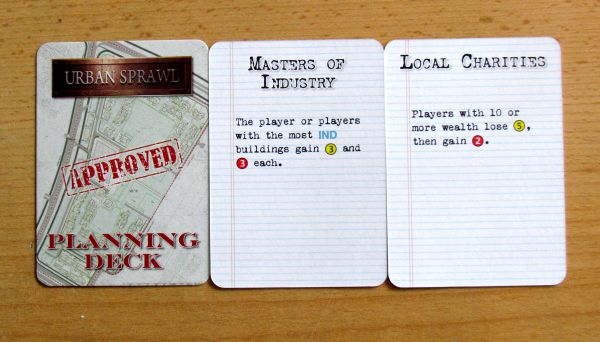 URBAN SPRAWL
APPROVED
PLANNING
DECK
MASTERS OF
INDUSTRY
The player or players
with the most IND
buildings gain 3 and
3 each.
LOCAL CHARITIES
Players with 10 or
more wealth lose 5,
then gain 2.